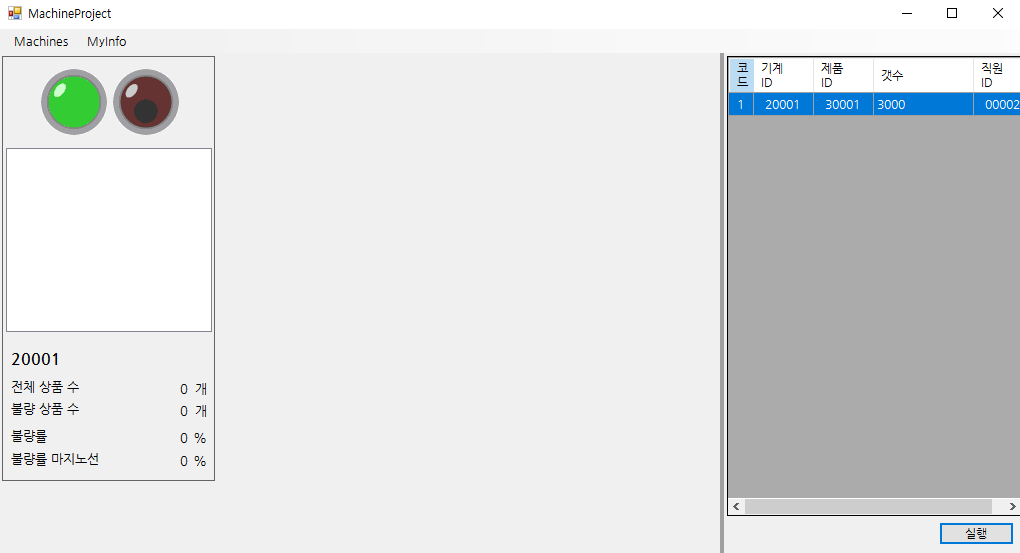 MachineProject
Machines MyInfo
20001
전체 상품 수 0 개
불량 상품 수 0 개
불량률 0 %
불량률 마지노선 0 %
코드 기계 ID 제품 ID 갯수 직원 ID
1 20001 30001 3000 00002
실행